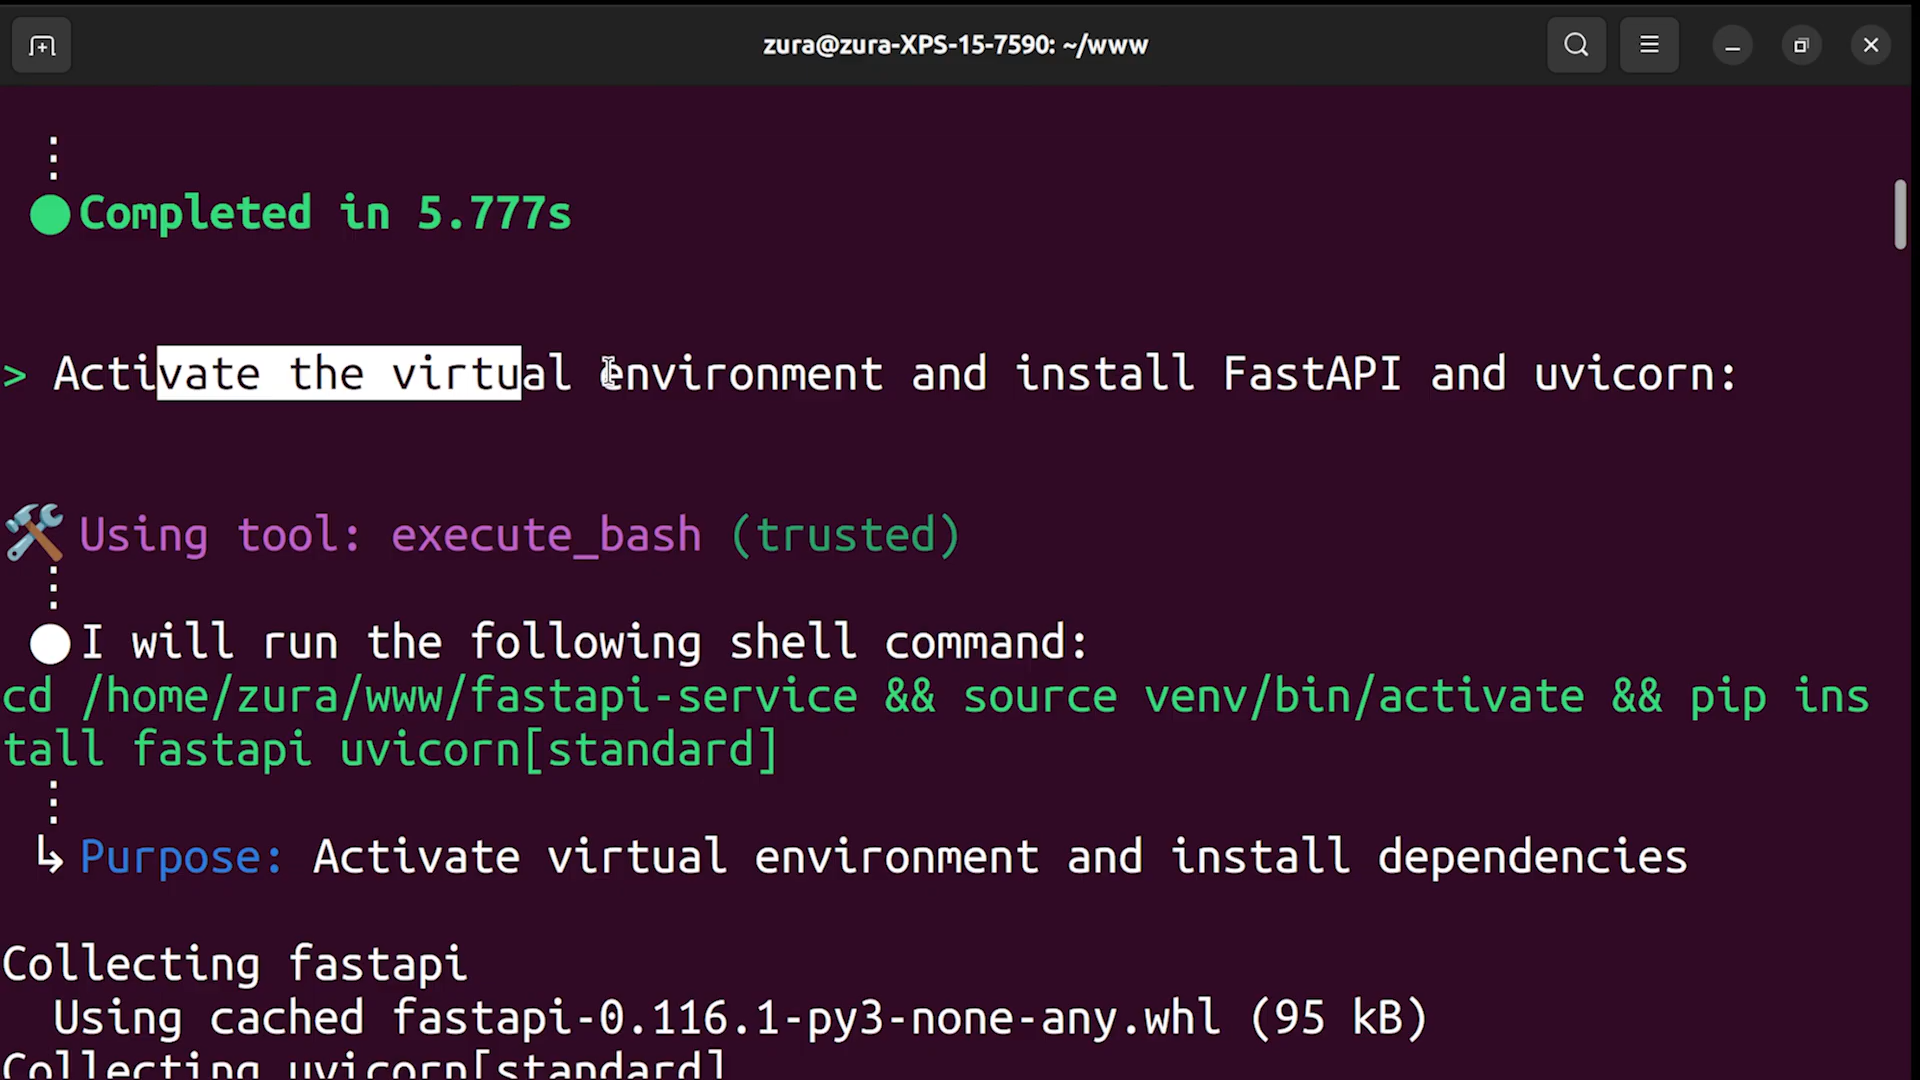 zura@zura-XPS-15-7590: ~/www
Completed in 5.777s
> Activate the virtual environment and install FastAPI and uvicorn:
Using tool: execute_bash (trusted)
I will run the following shell command:
cd /home/zura/www/fastapi-service && source venv/bin/activate && pip ins
tall fastapi uvicorn[standard]
↳ Purpose: Activate virtual environment and install dependencies
Collecting fastapi
Using cached fastapi-0.116.1-py3-none-any.whl (95 kB)
Collecting uvicorn[standard]